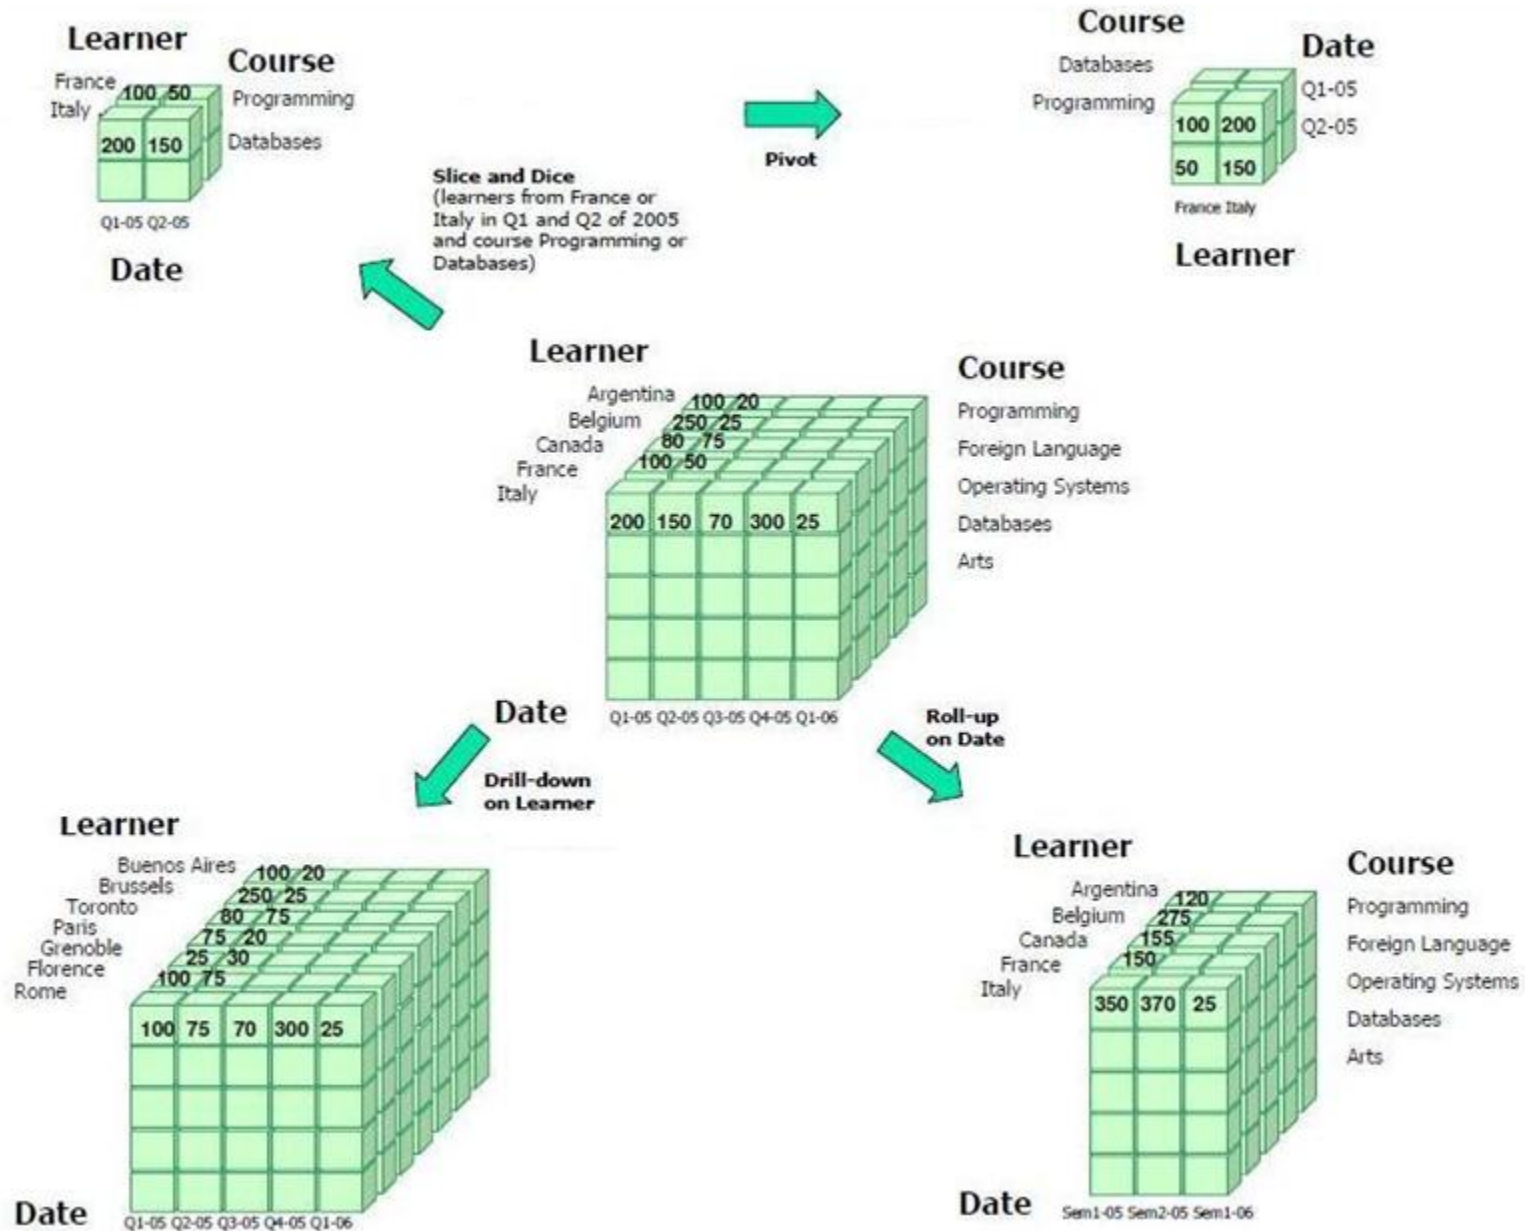 Learner
France 100 50
Italy
200 150
Q1-05 Q2-05
Date
Course
Programming
Databases
Pivot
Course
Databases
Programming
Date
Q1-05
Q2-05
100 200
50 150
France Italy
Learner
Slice and Dice
(learners from France or
Italy in Q1 and Q2 of 2005
and course Programming or
Databases)
Learner
Argentina 100 20
Belgium 250 25
Canada 80 75
France 100 50
Italy
200 150 70 300 25
Date
Q1-05 Q2-05 Q3-05 Q4-05 Q1-06
Course
Programming
Foreign Language
Operating Systems
Databases
Arts
Drill-down
on Learner
Roll-up
on Date
Learner
Buenos Aires 100 20
Brussels 250 25
Toronto 80 75
Paris 75 20
Grenoble 25 30
Florence 100 75
Rome
100 75 70 300 25
Date
Q1-05 Q2-05 Q3-05 Q4-05 Q1-06
Learner
Argentina 120
Belgium 275
Canada 155
France 150
Italy
350 370 25
Date
Sem1-05 Sem2-05 Sem1-06
Course
Programming
Foreign Language
Operating Systems
Databases
Arts